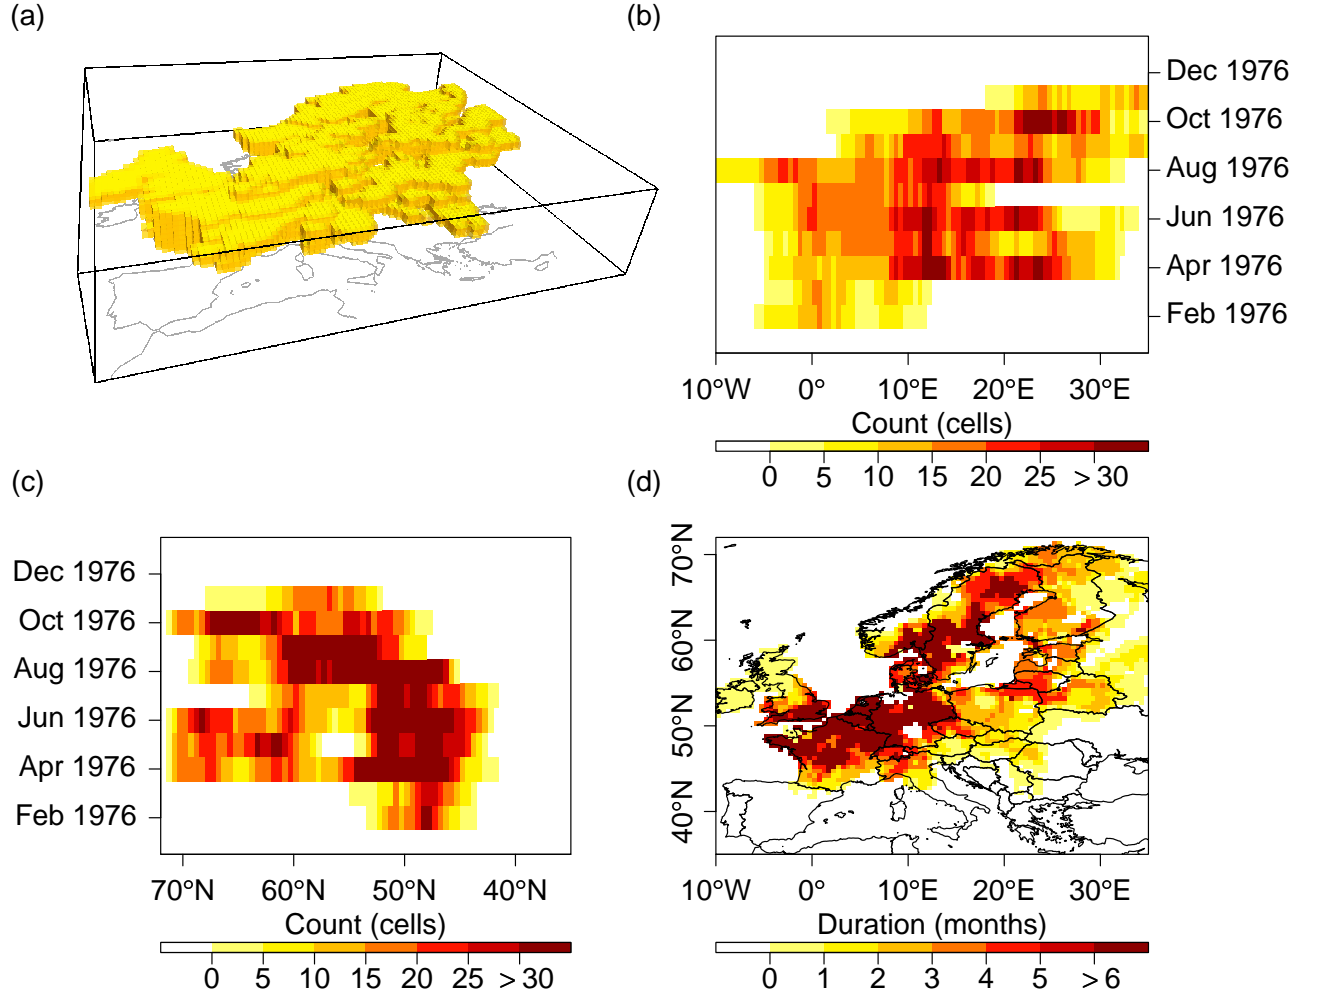 (a)
(b)
Dec 1976
Oct 1976
Aug 1976
Jun 1976
Apr 1976
Feb 1976
10°W 0° 10°E 20°E 30°E
Count (cells)
0 5 10 15 20 25 >30
(c)
Dec 1976
Oct 1976
Aug 1976
Jun 1976
Apr 1976
Feb 1976
70°N 60°N 50°N 40°N
Count (cells)
0 5 10 15 20 25 >30
(d)
70°N
60°N
50°N
40°N
10°W 0° 10°E 20°E 30°E
Duration (months)
0 1 2 3 4 5 >6